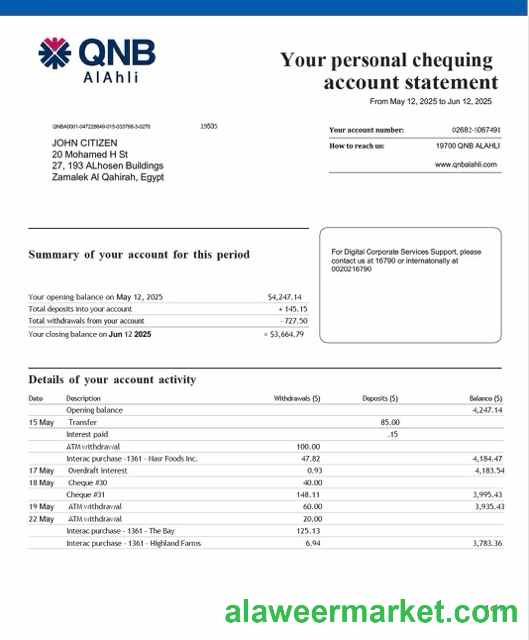 QNB
AlAhli
Your personal chequing
account statement
From May 12, 2025 to Jun 12, 2025
19535
JOHN CITIZEN
20 Mohamed H St
27, 193 ALhosen Buildings
Zamalek Al Qahirah, Egypt
Your account number: 02682-5067491
How to reach us: 19700 QNB ALAHLI
www.qnbalahli.com
Summary of your account for this period
For Digital Corporate Services Support, please
contact us at 16790 or internatonally at
0020216790
Your opening balance on May 12, 2025 $4,247.14
Total deposits into your account + 145.15
Total withdrawals from your account - 727.50
Your closing balance on Jun 12 2025 = $3,664.79
Details of your account activity
Date Description Withdrawals ($) Deposits ($) Balance ($)
Opening balance 4,247.14
15 May Transfer 85.00
Interest paid .15
ATM withdrawal 100.00
Interac purchase -1361 - Nasr Foods Inc. 47.82 4,184.47
17 May Overdraft interest 0.93 4,183.54
18 May Cheque #30 40.00
Cheque #31 148.11 3,995.43
19 May ATM withdrawal 60.00 3,935.43
22 May ATM withdrawal 20.00
Interac purchase - 1361 - The Bay 125.13
Interac purchase - 1361 - Highland Farms 6.94 3,783.36
alaweermarket.com